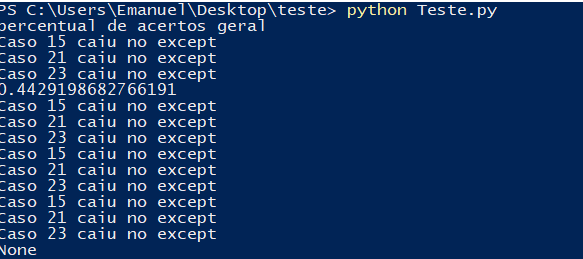 PS C:\Users\Emanuel\Desktop\teste> python Teste.py
percentual de acertos geral
Caso 15 caiu no except
Caso 21 caiu no except
Caso 23 caiu no except
0.4429198682766191
Caso 15 caiu no except
Caso 21 caiu no except
Caso 23 caiu no except
Caso 15 caiu no except
Caso 21 caiu no except
Caso 23 caiu no except
Caso 15 caiu no except
Caso 21 caiu no except
Caso 23 caiu no except
None